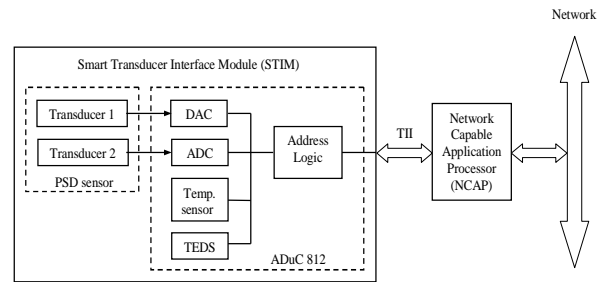 Network
Smart Transducer Interface Module (STIM)
Transducer 1
DAC
Transducer 2
ADC
PSD sensor
Temp.
sensor
TEDS
Address
Logic
ADuC 812
TII
Network
Capable
Application
Processor
(NCAP)